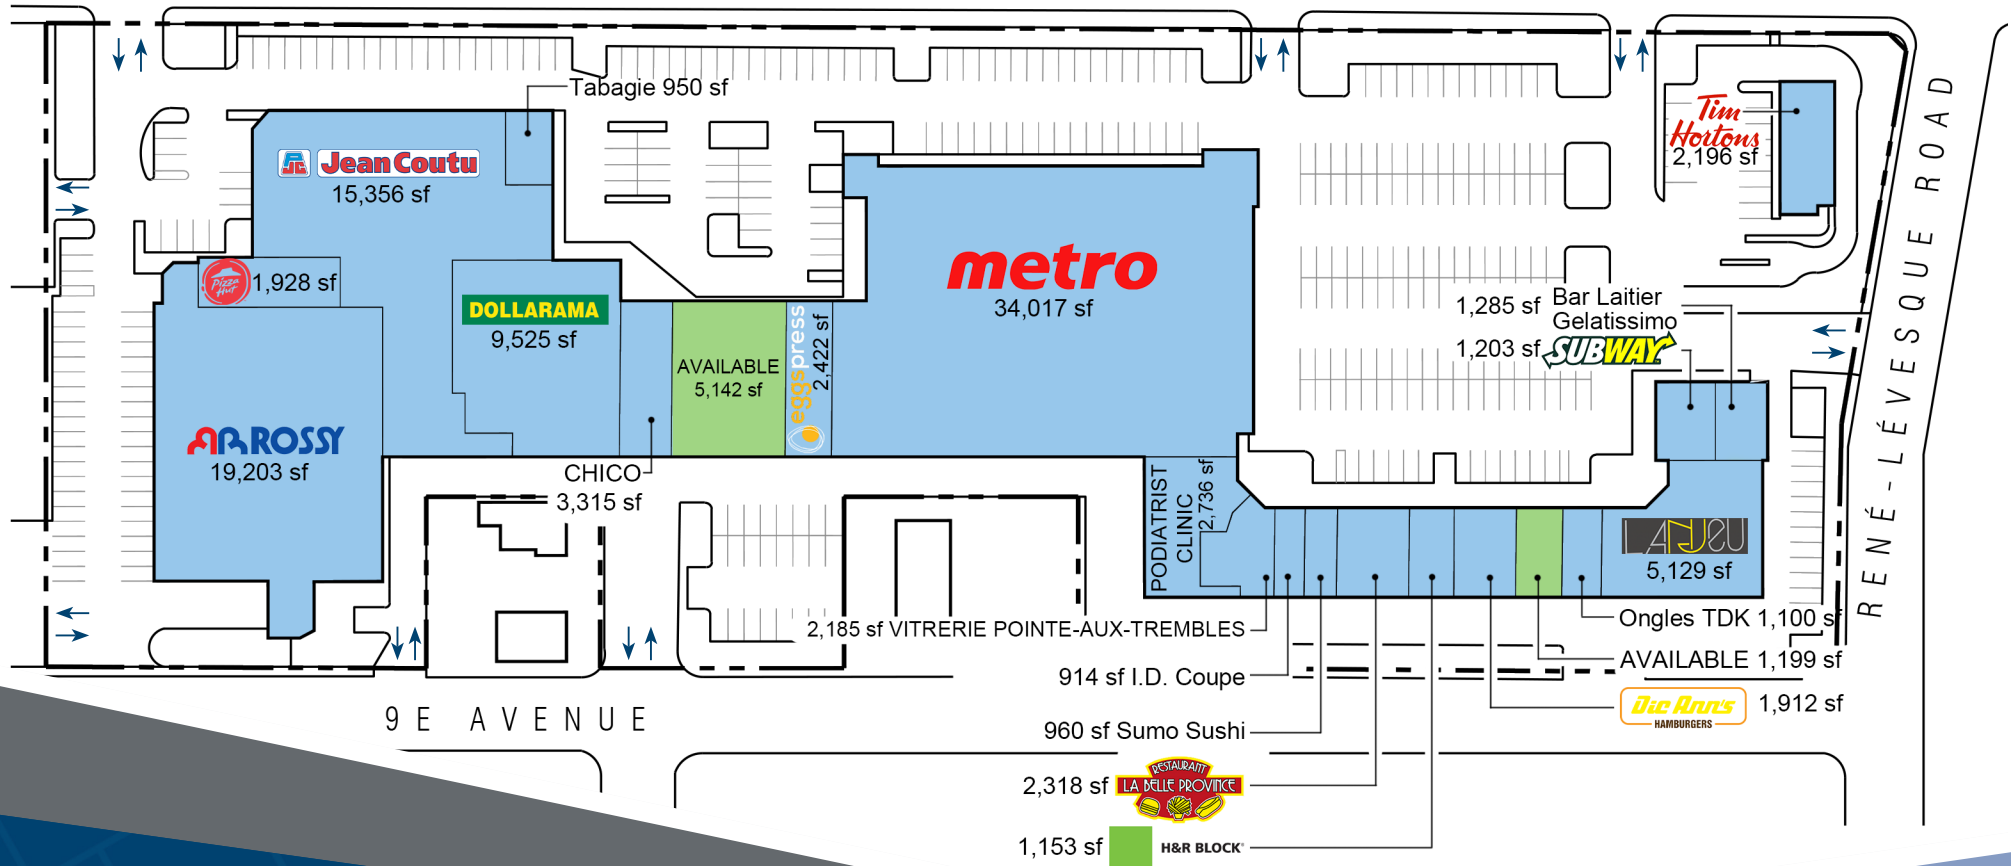 Tabagie 950 sf
PJC Jean Coutu
15,356 sf
Tim
Hortons
2,196 sf
Pizza
Hut
1,928 sf
metro
34,017 sf
DOLLARAMA
9,525 sf
AVAILABLE
5,142 sf
eggspress
2,422 sf
1,285 sf Bar Laitier
Gelatissimo
1,203 sf SUBWAY
ROSSY
19,203 sf
CHICO
3,315 sf
PODIATRIST
CLINIC
2,736 sf
5,129 sf
RENÉ-LÉVESQUE ROAD
2,185 sf VITRERIE POINTE-AUX-TREMBLES
Ongles TDK 1,100 sf
914 sf I.D. Coupe
AVAILABLE 1,199 sf
Dic Ann's
HAMBURGERS
1,912 sf
9E AVENUE
960 sf Sumo Sushi
2,318 sf
RESTAURANT
LA BELLE PROVINCE
1,153 sf H&R BLOCK